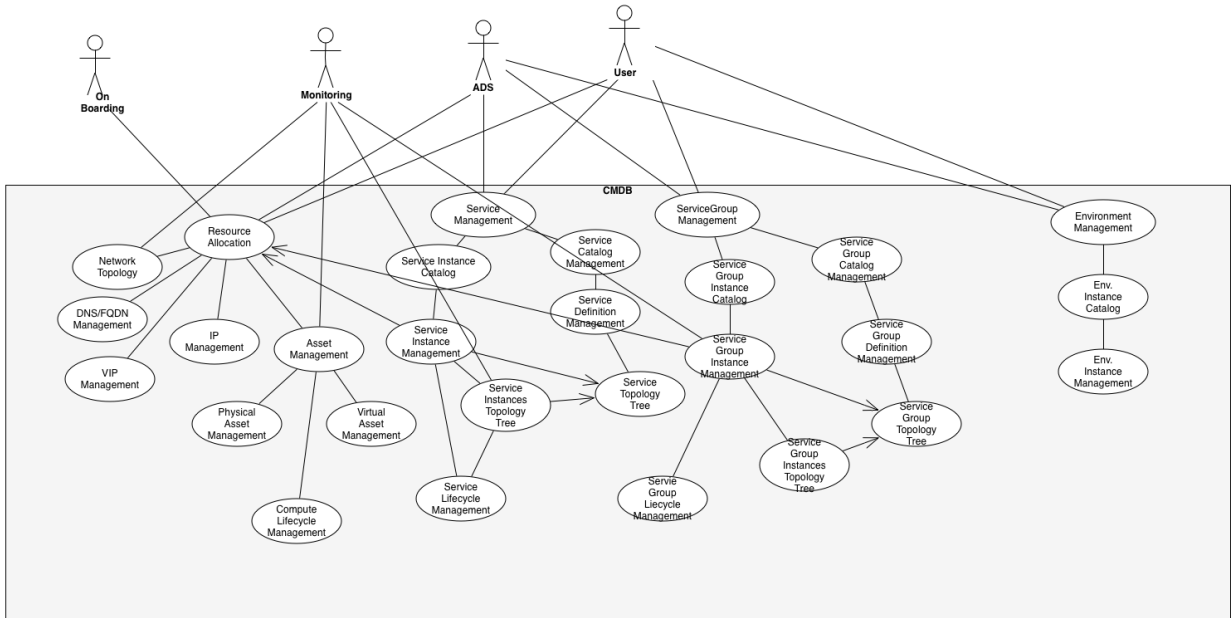 User
ADS
Monitoring
On
Boarding
CMDB
Service
Management
ServiceGroup
Management
Environment
Management
Resource
Allocation
Network
Topology
Service Instance
Catalog
Service
Catalog
Management
Service
Group
Instance
Catalog
Service
Group
Catalog
Management
Env.
Instance
Catalog
DNS/FQDN
Management
IP
Management
Asset
Management
Service
Instance
Management
Service
Definition
Management
Service
Group
Instance
Management
Service
Group
Definition
Management
Env.
Instance
Management
VIP
Management
Physical
Asset
Management
Virtual
Asset
Management
Service
Instances
Topology
Tree
Service
Topology
Tree
Service
Group
Topology
Tree
Service
Group
Instances
Topology
Tree
Service
Lifecycle
Management
Servie
Group
Liecycle
Management
Compute
Lifecycle
Management